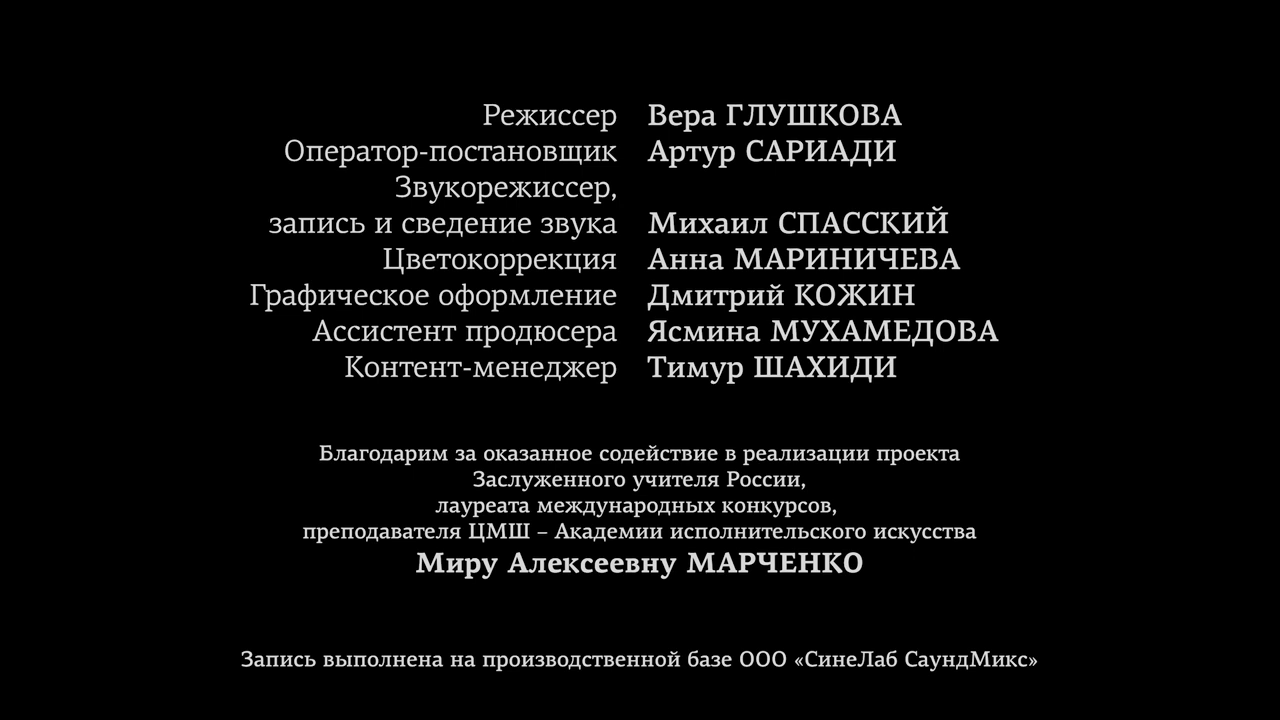 Режиссер Вера ГЛУШКОВА
Оператор-постановщик Артур САРИАДИ
Звукорежиссер,
запись и сведение звука Михаил СПАССКИЙ
Цветокоррекция Анна МАРИНИЧЕВА
Графическое оформление Дмитрий КОЖИН
Ассистент продюсера Ясмина МУХАМЕДОВА
Контент-менеджер Тимур ШАХИДИ
Благодарим за оказанное содействие в реализации проекта
Заслуженного учителя России,
лауреата международных конкурсов,
преподавателя ЦМШ – Академии исполнительского искусства
Миру Алексеевну МАРЧЕНКО
Запись выполнена на производственной базе ООО «СинеЛаб СаундМикс»